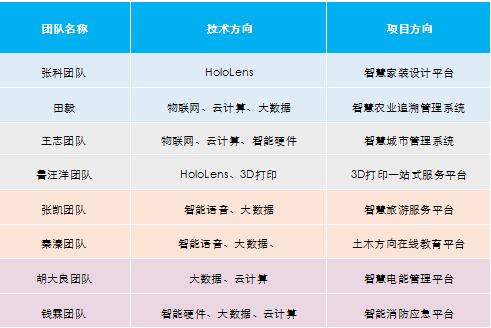 团队名称 技术方向 项目方向
张科团队 HoloLens 智慧家装设计平台
田毅 物联网、云计算、大数据 智慧农业追溯管理系统
王志团队 物联网、云计算、智能硬件 智慧城市管理系统
鲁汪洋团队 HoloLens、3D打印 3D打印一站式服务平台
张凯团队 智能语音、大数据 智慧旅游服务平台
秦濠团队 智能语音、大数据、 土木方向在线教育平台
胡大良团队 大数据、云计算 智慧电能管理平台
钱霖团队 智能硬件、大数据、云计算 智能消防应急平台